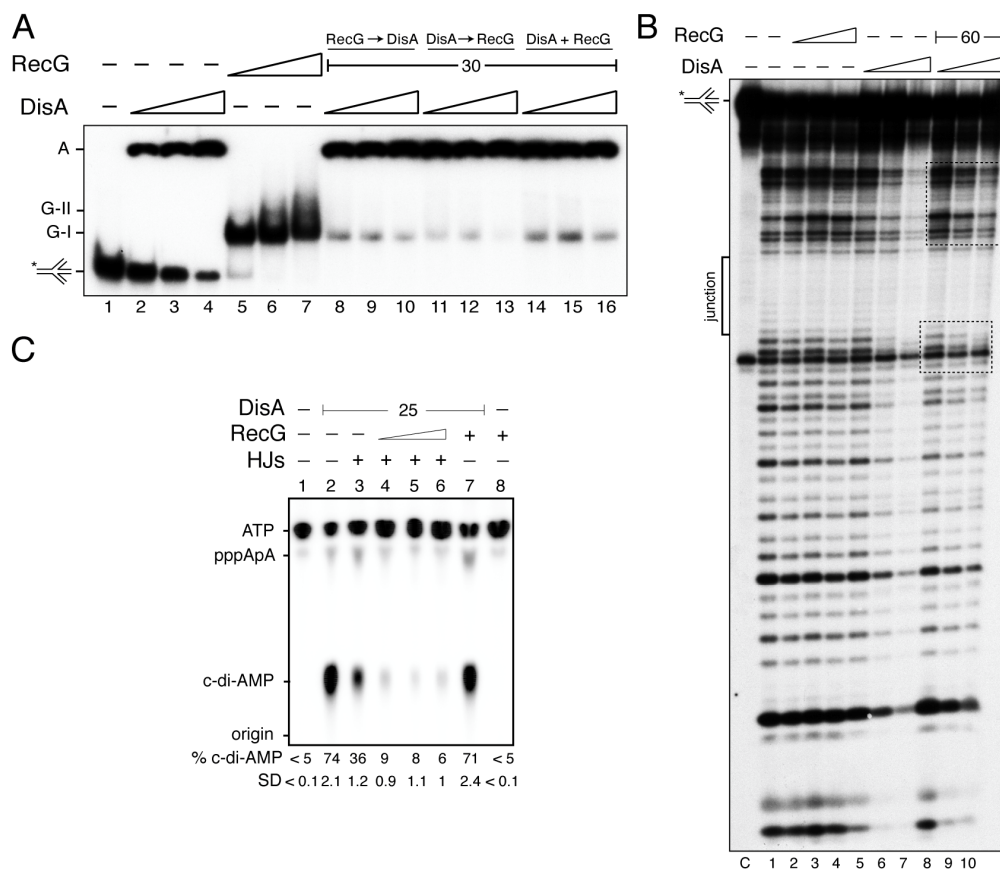 A
RecG → DisA DisA → RecG DisA + RecG
RecG – – – – 30
DisA – – – –
A
G-II
G-I
*
1 2 3 4 5 6 7 8 9 10 11 12 13 14 15 16
B
RecG – – – – – – 60
DisA – – – – –
*
junction
C 1 2 3 4 5 6 7 8 9 10
C
DisA – 25 –
RecG – – – + +
HJs – – + + + + – –
1 2 3 4 5 6 7 8
ATP
pppApA
c-di-AMP
origin
% c-di-AMP < 5 74 36 9 8 6 71 < 5
SD < 0.1 2.1 1.2 0.9 1.1 1 2.4 < 0.1